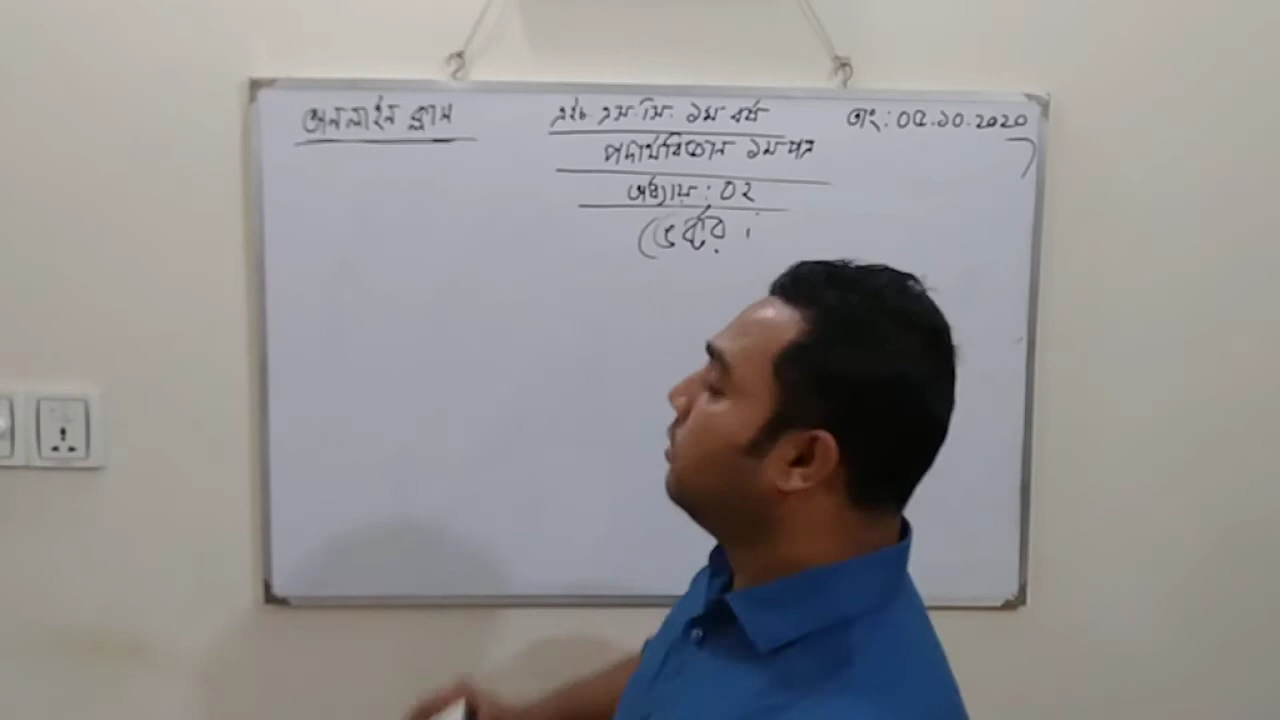 অনলাইন ক্লাস
এইচ. এস. সি. ১ম বর্ষ
তাং: ০৫.১০.২০২০
পদার্থবিজ্ঞান ১ম পত্র
অধ্যায় : ০২
(ভেক্টর)